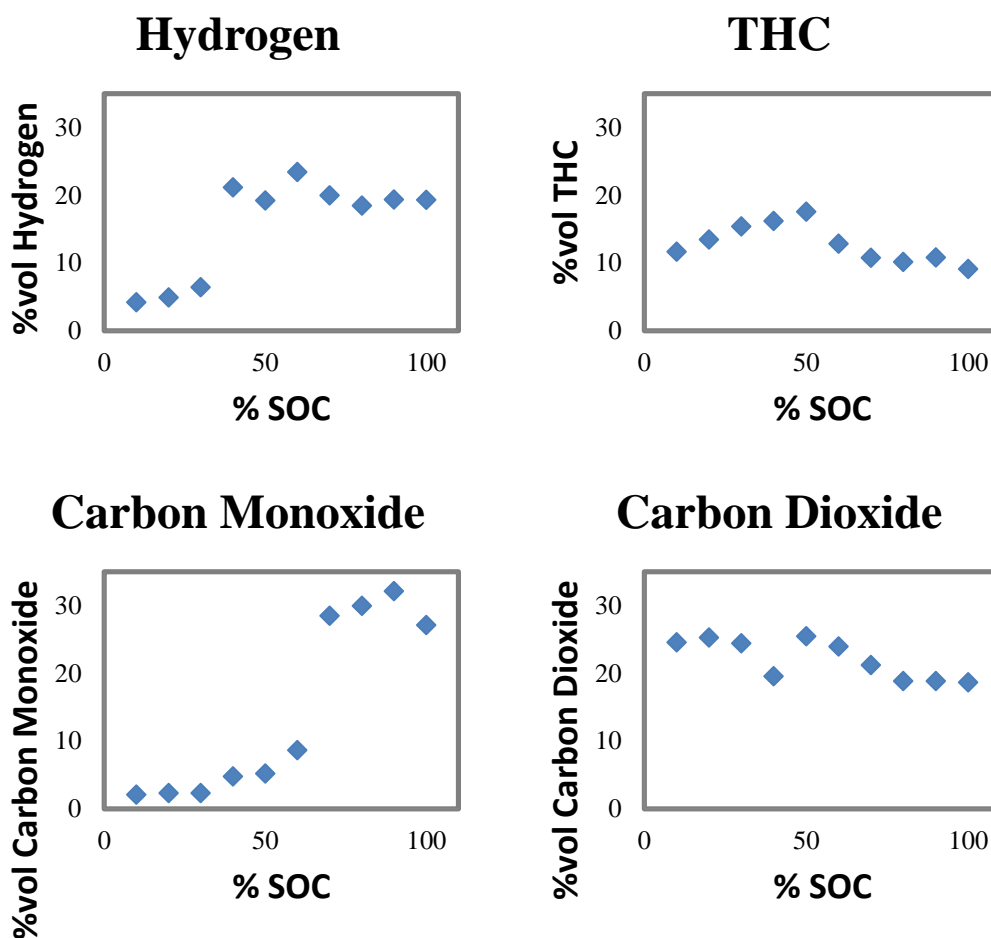 Hydrogen
%vol Hydrogen
30
20
10
0
0 50 100
% SOC
THC
%vol THC
30
20
10
0
0 50 100
% SOC
Carbon Monoxide
%vol Carbon Monoxide
30
20
10
0
0 50 100
% SOC
Carbon Dioxide
%vol Carbon Dioxide
30
20
10
0
0 50 100
% SOC